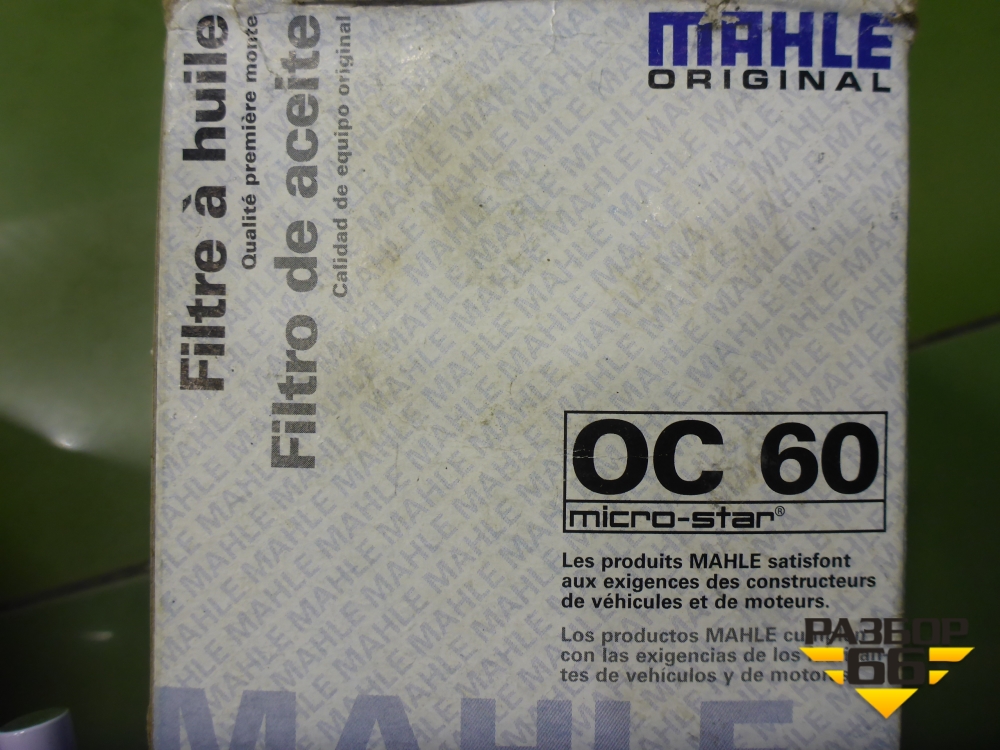 MAHLE
ORIGINAL
Filtre à huile
Qualité première monte
Filtro de aceite
Calidad de equipo original
OC 60
micro-star®
Les produits MAHLE satisfont
aux exigences des constructeurs
de véhicules et de moteurs.
Los productos MAHLE
con las exigencias de los
tes de vehículos y de
MAHLE
РАЗБОР
66